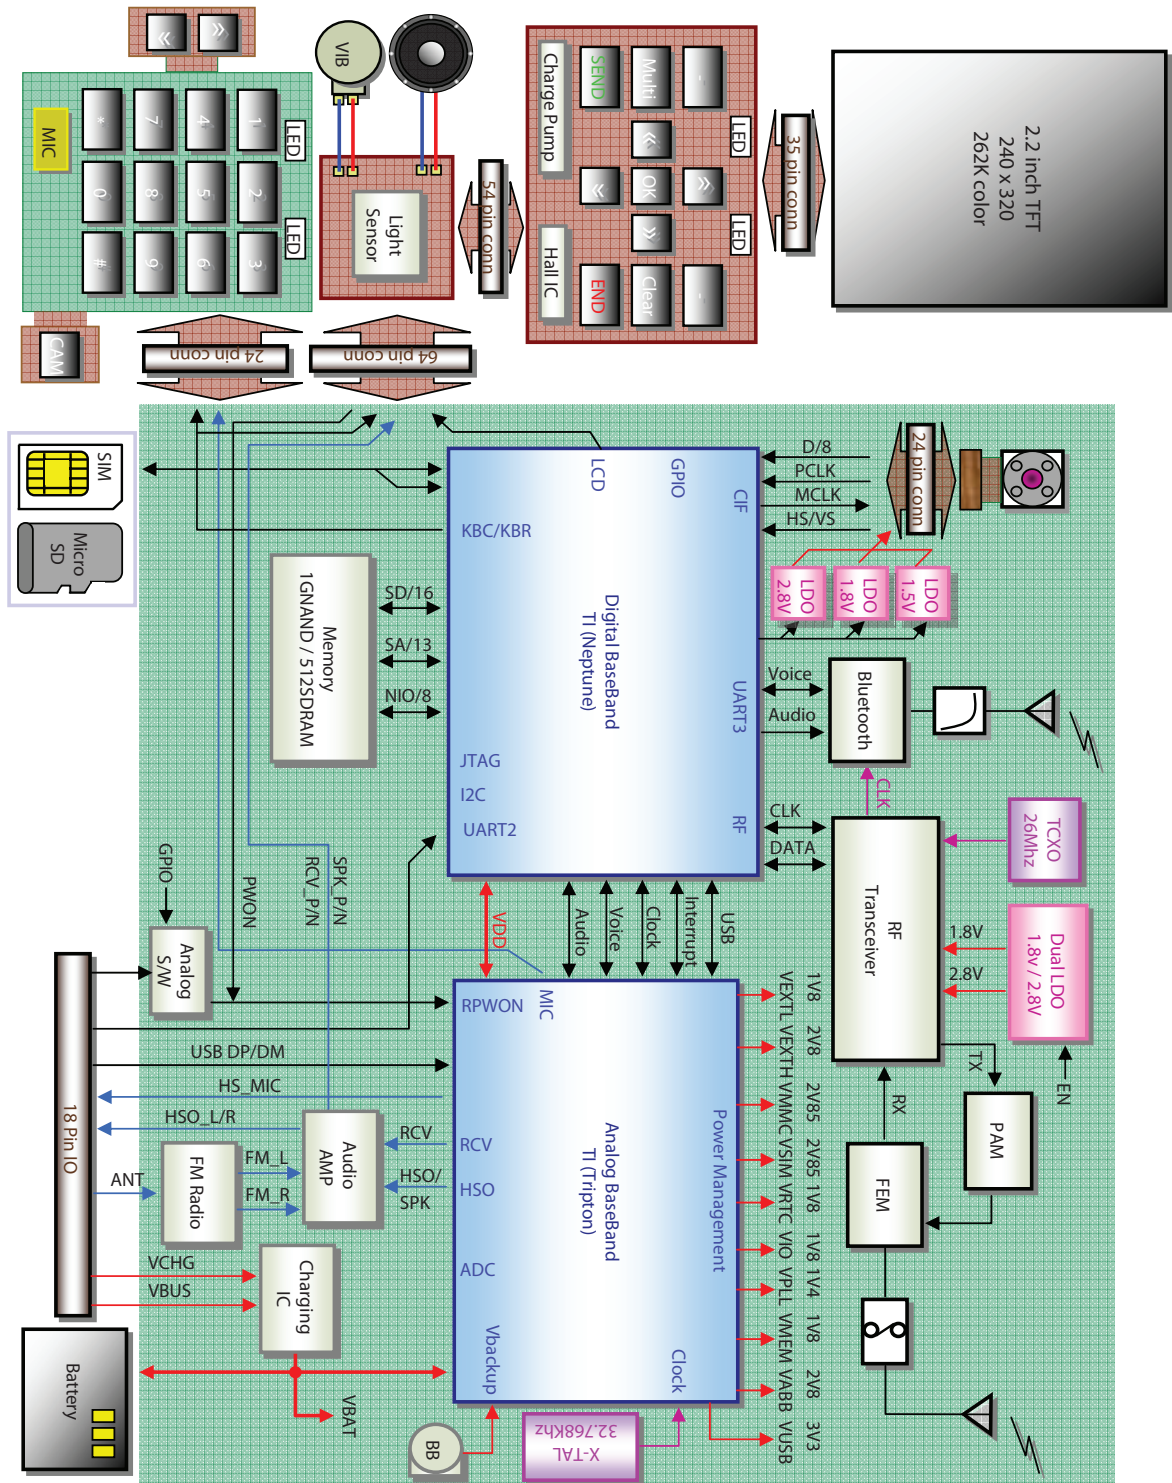 2.2 inch TFT
240 x 320
262K color
35 pin conn
Charge Pump
SEND
Multi
-
LED
OK
Hall IC
END
Clear
-
LED
54 pin conn
VIB
Light
Sensor
MIC
1
2
3
4
5
6
7
8
9
*
0
#
LED
LED
CAM
24 pin conn
64 pin conn
SIM
Micro
SD
24 pin conn
D/8
PCLK
MCLK
HS/VS
LDO
2.8V
LDO
1.8V
LDO
1.5V
LCD
GPIO
CIF
KBC/KBR
Digital BaseBand
TI (Neptune)
UART3
RF
JTAG
I2C
UART2
Memory
1GNAND / 512SDRAM
SD/16
SA/13
NIO/8
Voice
Audio
Bluetooth
CLK
CLK
DATA
RF
Transceiver
TCXO
26Mhz
Dual LDO
1.8v / 2.8V
1.8V
2.8V
EN
TX
RX
PAM
FEM
VDD
Audio
Voice
Clock
Interrupt
USB
GPIO
PWON
SPK_P/N
RCV_P/N
Analog
S/W
RPWON
MIC
Analog BaseBand
TI (Tripton)
Power Management
RCV
HSO
ADC
Vbackup
Clock
1V8
VEXTL
2V8
VEXTH
2V85
VMMC
2V85
VSIM
1V8
VRTC
1V8
VIO
1V4
VPLL
1V8
VMEM
2V8
VABB
3V3
VUSB
18 Pin IO
USB DP/DM
HS_MIC
HSO_L/R
ANT
FM Radio
FM_L
FM_R
Audio
AMP
RCV
HSO/
SPK
VCHG
VBUS
Charging
IC
VBAT
Battery
BB
X-TAL
32.768Khz